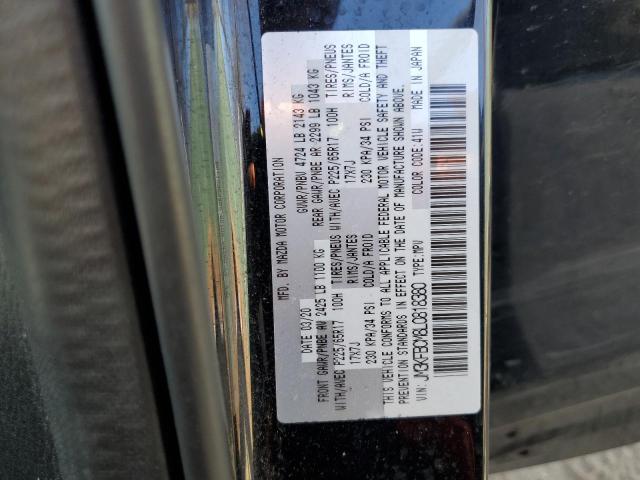 MFD. BY MAZDA MOTOR CORPORATION
DATE 03/20 GVWR/PNBV 4724 LB 2143 KG
FRONT GAWR/PNBE AV 2425 LB 1100 KG REAR GAWR/PNBE AR 2299 LB 1043 KG
WITH/AVEC P225/65R17 100H TIRES/PNEUS WITH/AVEC P225/65R17 100H TIRES/PNEUS
17X7J RIMS/JANTES 17X7J RIMS/JANTES
230 KPA/34 PSI COLD/A FROID 230 KPA/34 PSI COLD/A FROID
THIS VEHICLE CONFORMS TO ALL APPLICABLE FEDERAL MOTOR VEHICLE SAFETY AND THEFT
PREVENTION STANDARDS IN EFFECT ON THE DATE OF MANUFACTURE SHOWN ABOVE.
VIN: JM3KFBCMXL0818380 TYPE:MPV COLOR CODE:41W MADE IN JAPAN